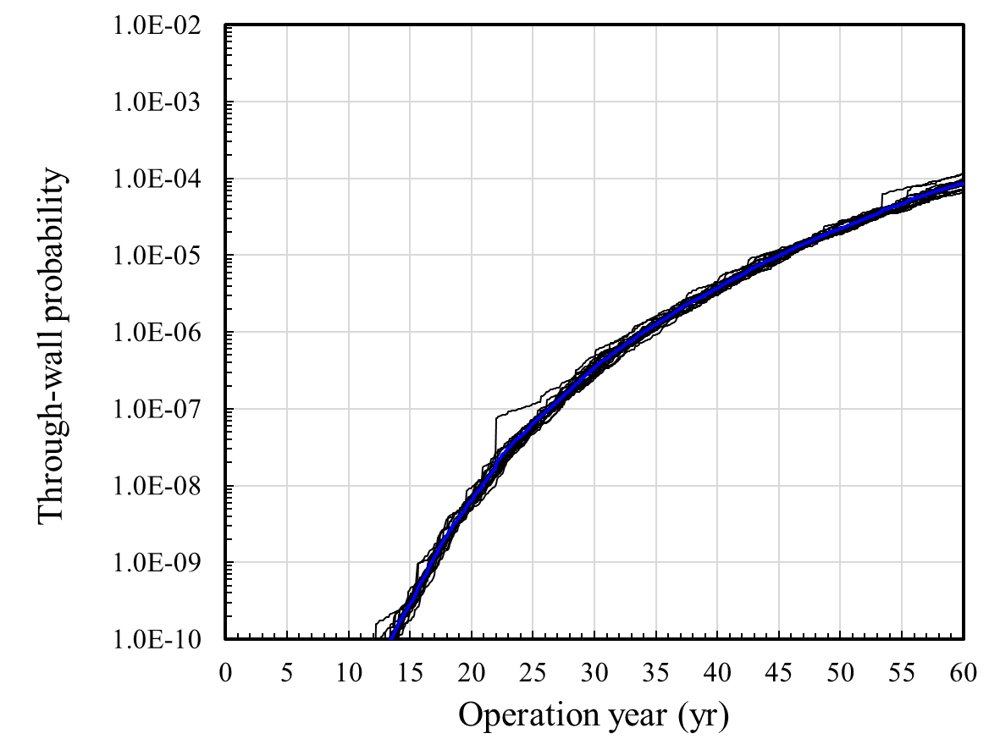 1.0E-02
1.0E-03
1.0E-04
1.0E-05
1.0E-06
1.0E-07
1.0E-08
1.0E-09
1.0E-10
Through-wall probability
0 5 10 15 20 25 30 35 40 45 50 55 60
Operation year (yr)